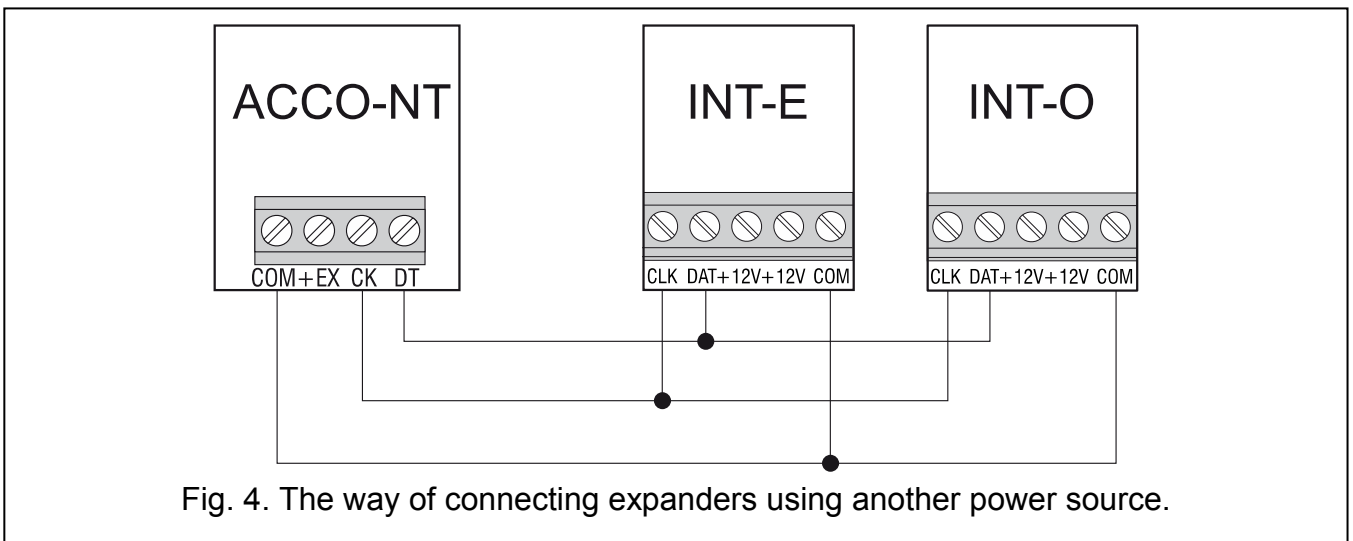 ACCO-NT INT-E INT-O
COM +EX CK DT CLK DAT +12V +12V COM CLK DAT +12V +12V COM
Fig. 4. The way of connecting expanders using another power source.